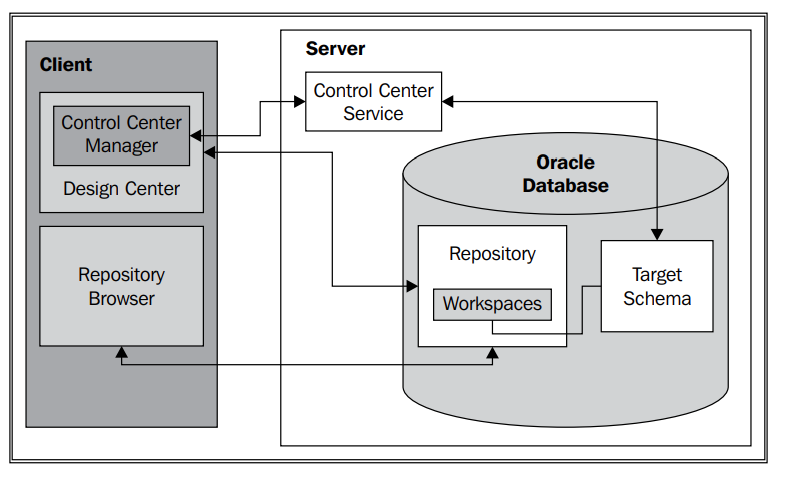 Client
Control Center
Manager
Design Center
Repository
Browser
Server
Control Center
Service
Oracle
Database
Repository
Workspaces
Target
Schema